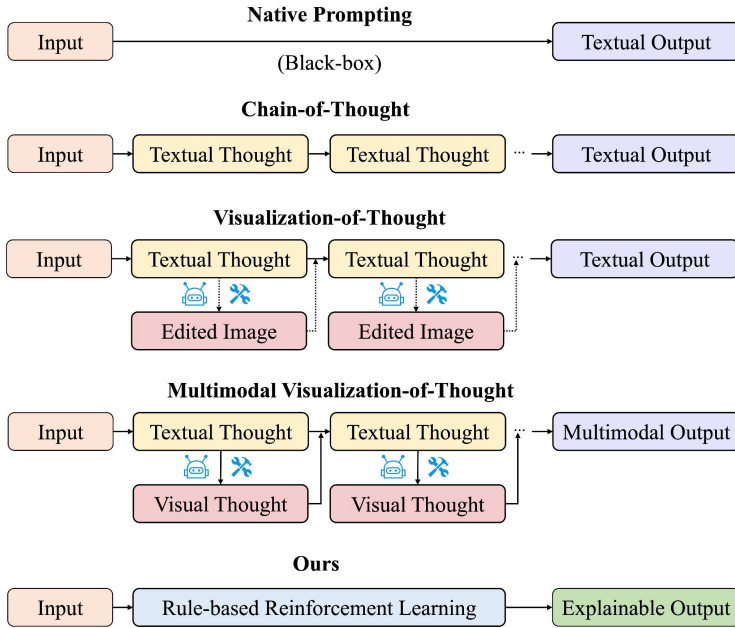 Native Prompting
Input Textual Output
(Black-box)
Chain-of-Thought
Input Textual Thought Textual Thought ... Textual Output
Visualization-of-Thought
Input Textual Thought Textual Thought ... Textual Output
Edited Image Edited Image
Multimodal Visualization-of-Thought
Input Textual Thought Textual Thought ... Multimodal Output
Visual Thought Visual Thought
Ours
Input Rule-based Reinforcement Learning Explainable Output